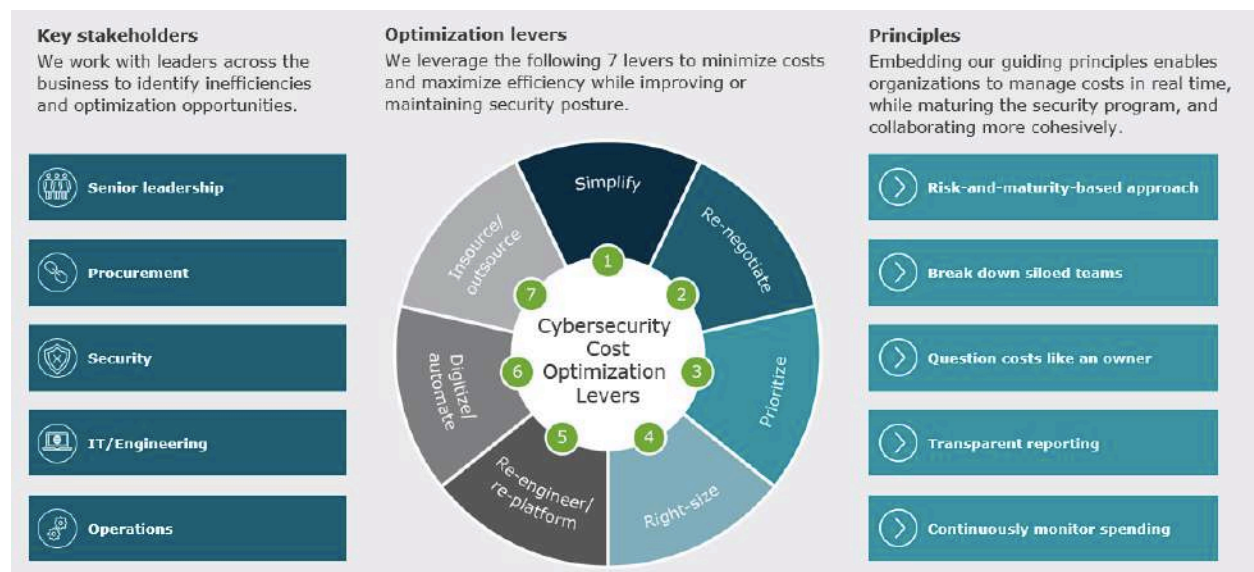 Key stakeholders
We work with leaders across the
business to identify inefficiencies
and optimization opportunities.
Senior leadership
Procurement
Security
IT/Engineering
Operations
Optimization levers
We leverage the following 7 levers to minimize costs
and maximize efficiency while improving or
maintaining security posture.
Cybersecurity
Cost
Optimization
Levers
1
Simplify
2
Re-negotiate
3
Prioritize
4
Right-size
5
Re-engineer/
re-platform
6
Digitize/
automate
7
Insource/
outsource
Principles
Embedding our guiding principles enables
organizations to manage costs in real time,
while maturing the security program, and
collaborating more cohesively.
Risk-and-maturity-based approach
Break down siloed teams
Question costs like an owner
Transparent reporting
Continuously monitor spending